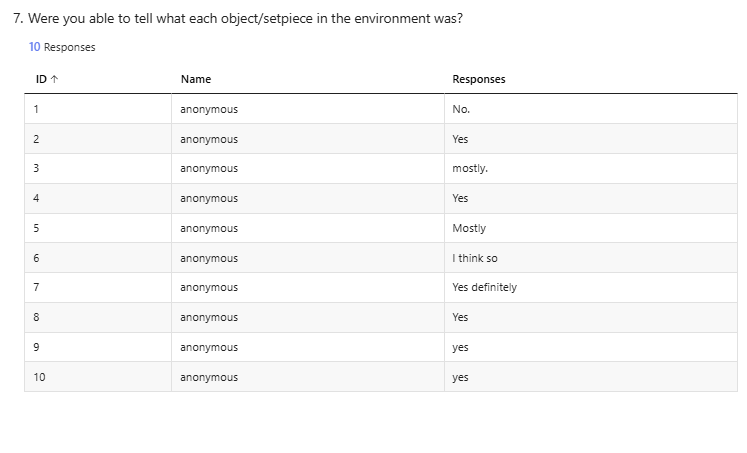 7. Were you able to tell what each object/setpiece in the environment was?
10 Responses
ID ↑ Name Responses
1 anonymous No.
2 anonymous Yes
3 anonymous mostly.
4 anonymous Yes
5 anonymous Mostly
6 anonymous I think so
7 anonymous Yes definitely
8 anonymous Yes
9 anonymous yes
10 anonymous yes